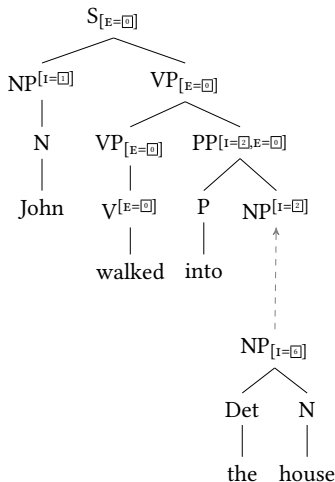 S[E=0]
NP[I=1] VP[E=0]
N VP[E=0] PP[I=2,E=0]
John V[E=0] P NP[I=2]
walked into
NP[I=6]
Det N
the house